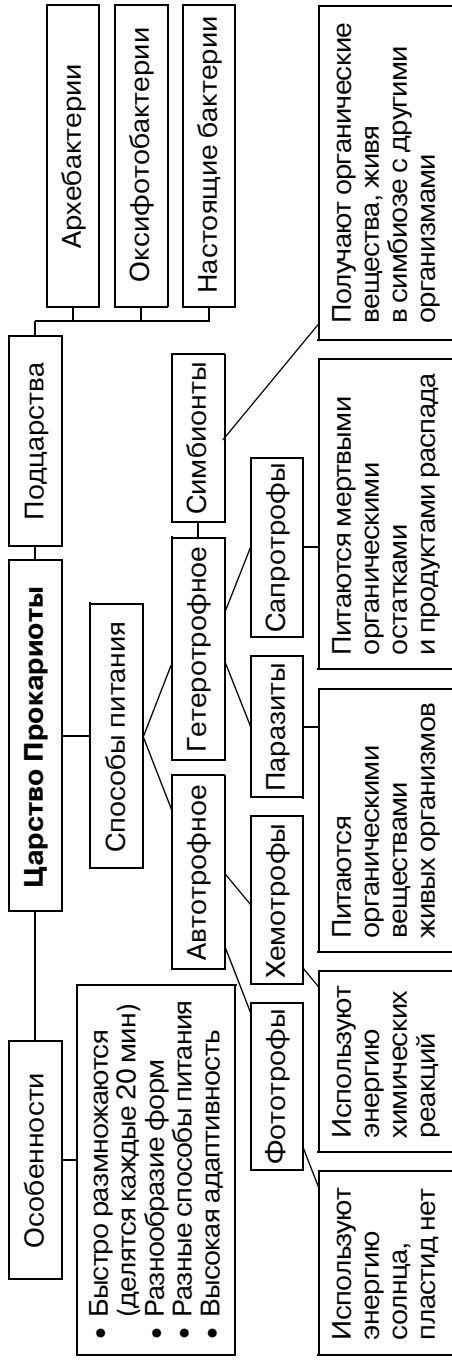 Царство Прокариоты
Особенности
• Быстро размножаются
(делятся каждые 20 мин)
• Разнообразие форм
• Разные способы питания
• Высокая адаптивность
Способы питания
Автотрофное
Гетеротрофное
Симбионты
Фототрофы
Хемотрофы
Паразиты
Сапротрофы
Используют
энергию
солнца,
пластид нет
Используют
энергию
химических
реакций
Питаются
органическими
веществами
живых организмов
Питаются мертвыми
органическими
остатками
и продуктами распада
Получают органические
вещества, живя
в симбиозе с другими
организмами
Подцарства
Архебактерии
Оксифотобактерии
Настоящие бактерии